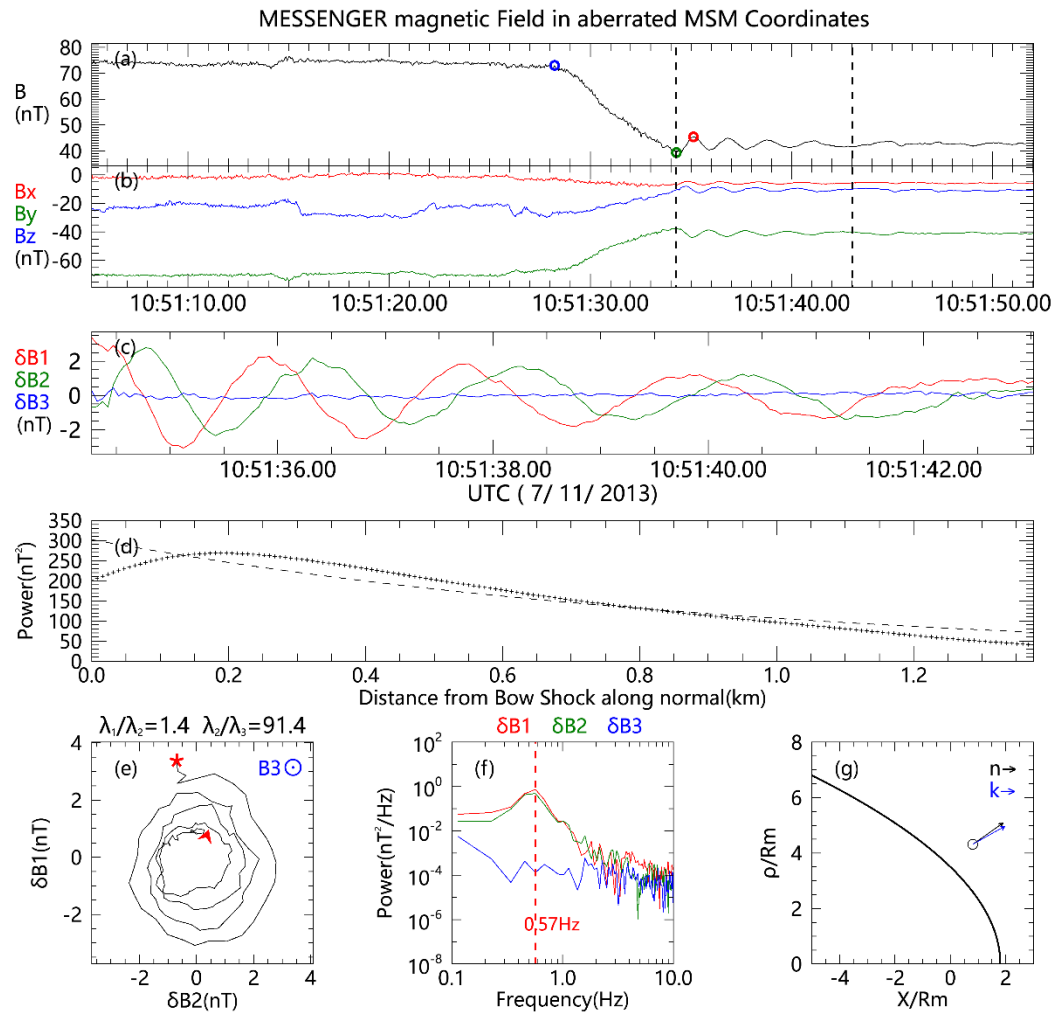 MESSENGER magnetic Field in aberrated MSM Coordinates
(a)
B
(nT)
80
70
60
50
40
(b)
Bx
By
Bz
(nT)
0
-20
-40
-60
10:51:10.00 10:51:20.00 10:51:30.00 10:51:40.00 10:51:50.00
(c)
δB1
δB2
δB3
(nT)
2
0
-2
10:51:36.00 10:51:38.00 10:51:40.00 10:51:42.00
UTC ( 7/ 11/ 2013)
(d)
Power(nT²)
350
300
250
200
150
100
50
0
0.0 0.2 0.4 0.6 0.8 1.0 1.2
Distance from Bow Shock along normal(km)
λ₁/λ₂=1.4 λ₂/λ₃=91.4
(e)
B3
δB1(nT)
4
2
0
-2
-2 0 2 4
δB2(nT)
δB1 δB2 δB3
(f)
Power(nT²/Hz)
10²
10⁰
10⁻²
10⁻⁴
10⁻⁶
10⁻⁸
0.57Hz
0.1 1.0 10.0
Frequency(Hz)
(g)
n
k
ρ/Rm
8
6
4
2
0
-4 -2 0 2
X/Rm